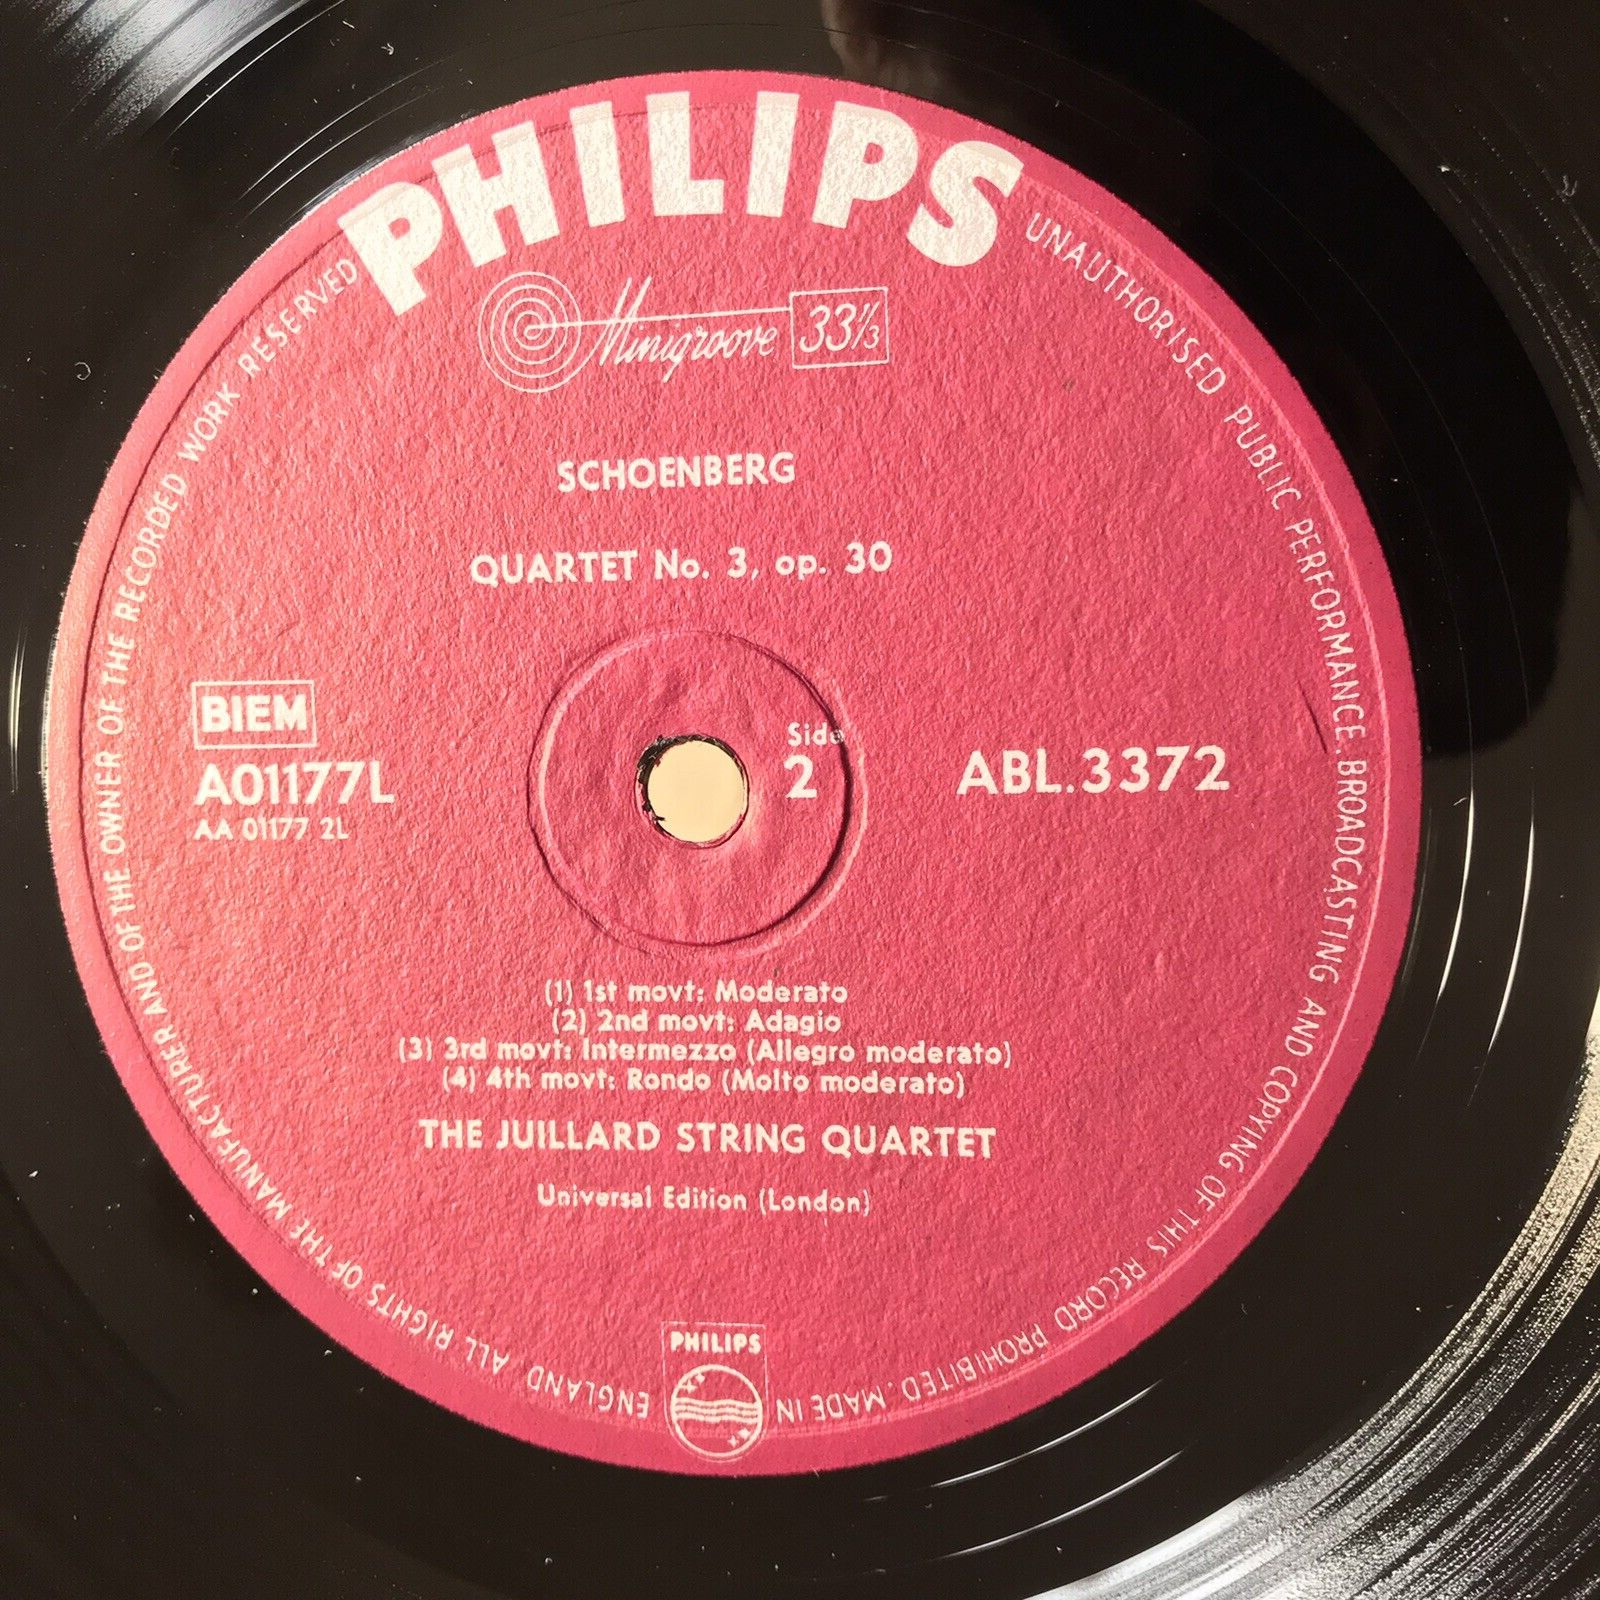 PHILIPS
Minigroove 33 1/3
SCHOENBERG
QUARTET No. 3, op. 30
BIEM
A01177L
AA 01177 2L
Side
2
ABL.3372
(1) 1st movt: Moderato
(2) 2nd movt: Adagio
(3) 3rd movt: Intermezzo (Allegro moderato)
(4) 4th movt: Rondo (Molto moderato)
THE JUILLARD STRING QUARTET
Universal Edition (London)
PHILIPS
ALL RIGHTS OF THE MANUFACTURER AND OF THE OWNER OF THE RECORDED WORK RESERVED
UNAUTHORISED PUBLIC PERFORMANCE. BROADCASTING AND COPYING OF THIS RECORD PROHIBITED. MADE IN ENGLAND